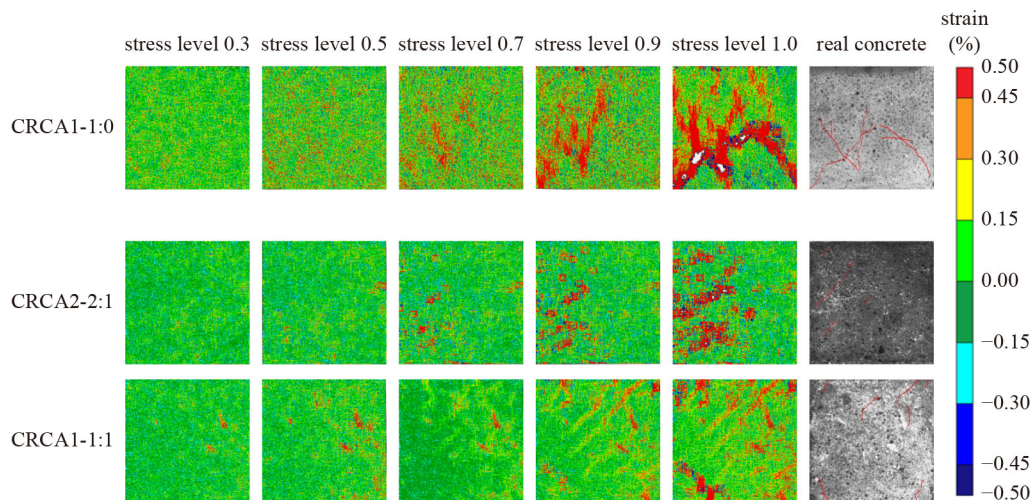 stress level 0.3 stress level 0.5 stress level 0.7 stress level 0.9 stress level 1.0 real concrete
strain
(%)
CRCA1-1:0
CRCA2-2:1
CRCA1-1:1
0.50
0.45
0.30
0.15
0.00
−0.15
−0.30
−0.45
−0.50